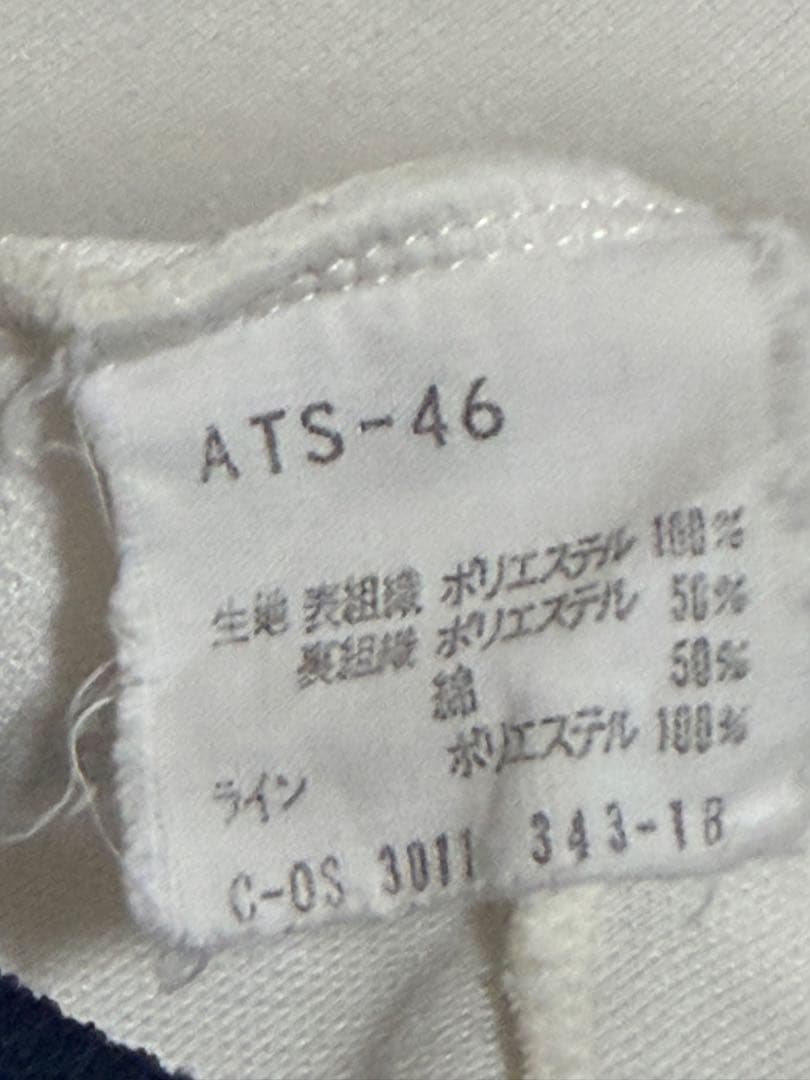 ATS-46
生地 表組織 ポリエステル 100%
裏組織 ポリエステル 50%
綿 50%
ライン ポリエステル 100%
C-OS 3011 343-1B